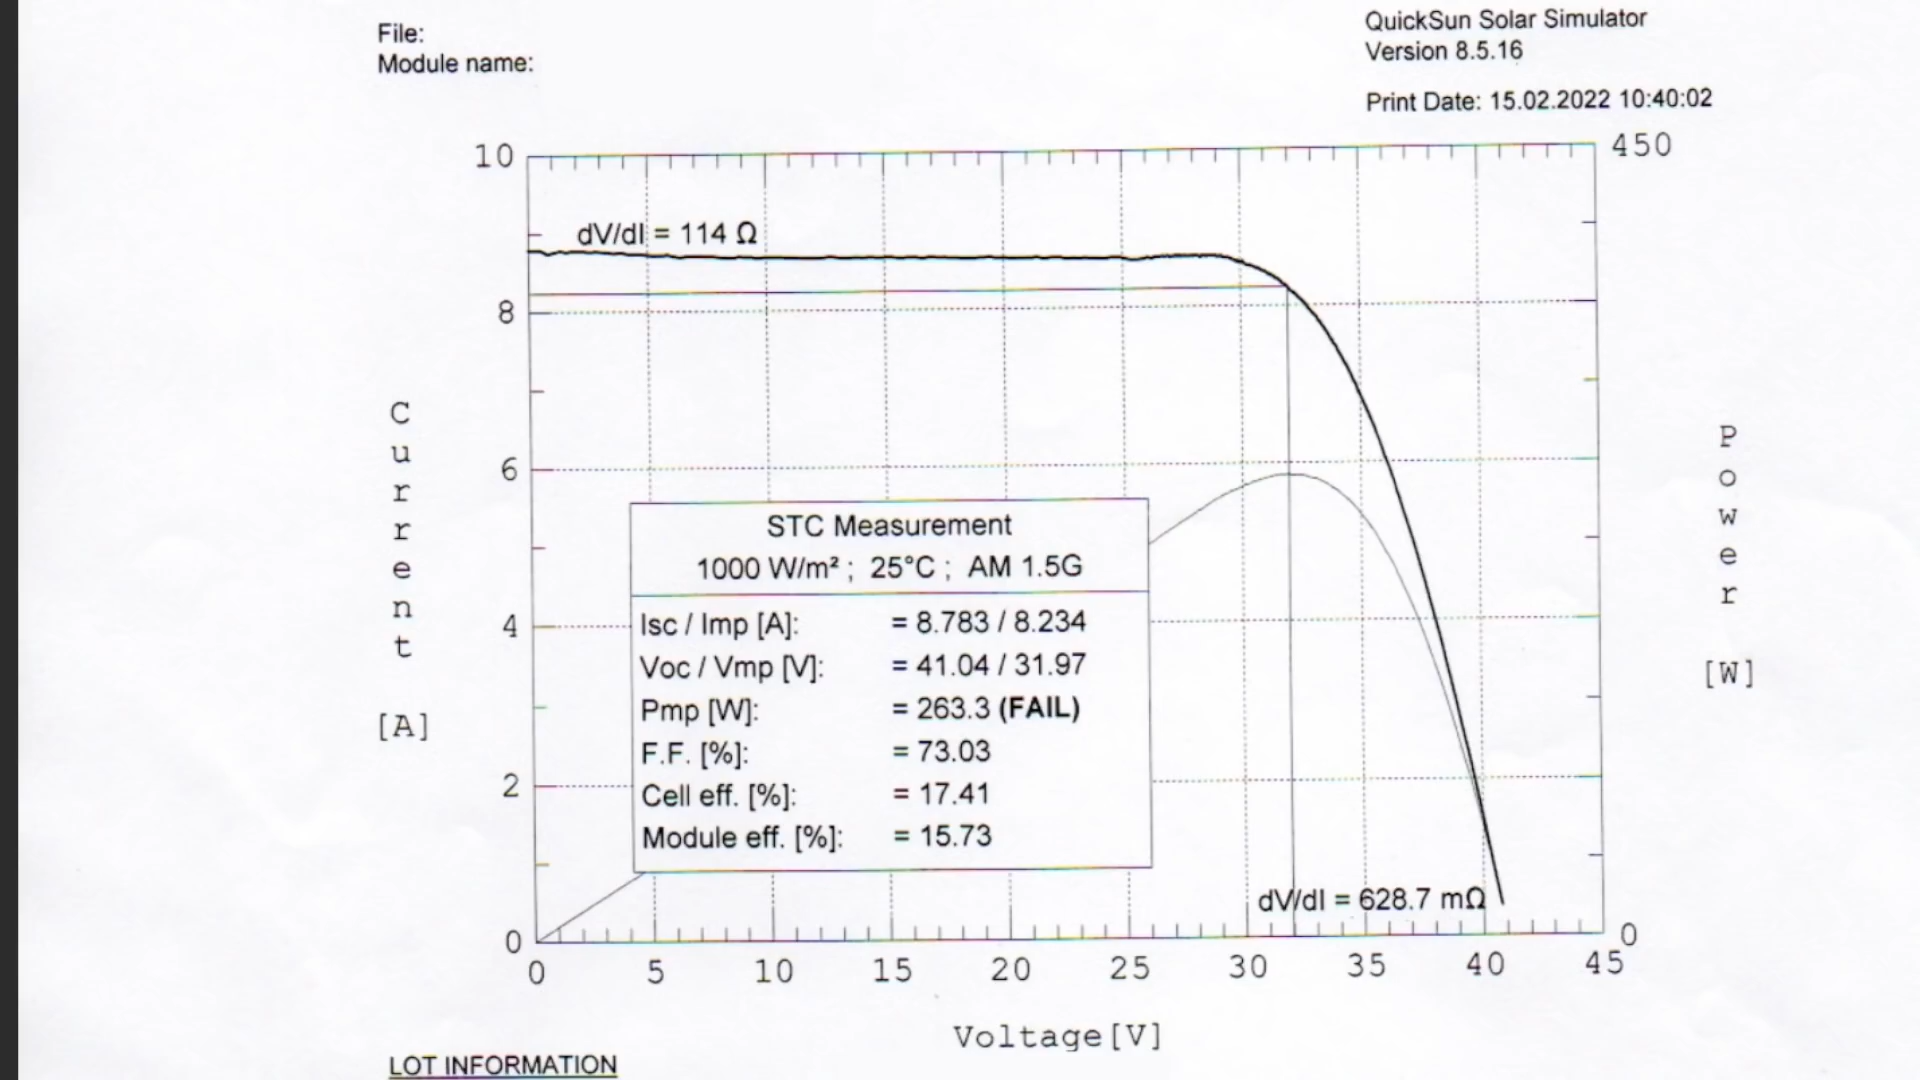 File:
Module name:
QuickSun Solar Simulator
Version 8.5.16
Print Date: 15.02.2022 10:40:02
10
450
dV/dI = 114 Ω
8
6
4
2
0
Current
[A]
Power
[W]
STC Measurement
1000 W/m² ; 25°C ; AM 1.5G
Isc / Imp [A]: = 8.783 / 8.234
Voc / Vmp [V]: = 41.04 / 31.97
Pmp [W]: = 263.3 (FAIL)
F.F. [%]: = 73.03
Cell eff. [%]: = 17.41
Module eff. [%]: = 15.73
dV/dI = 628.7 mΩ
0
0 5 10 15 20 25 30 35 40 45
Voltage[V]
LOT INFORMATION